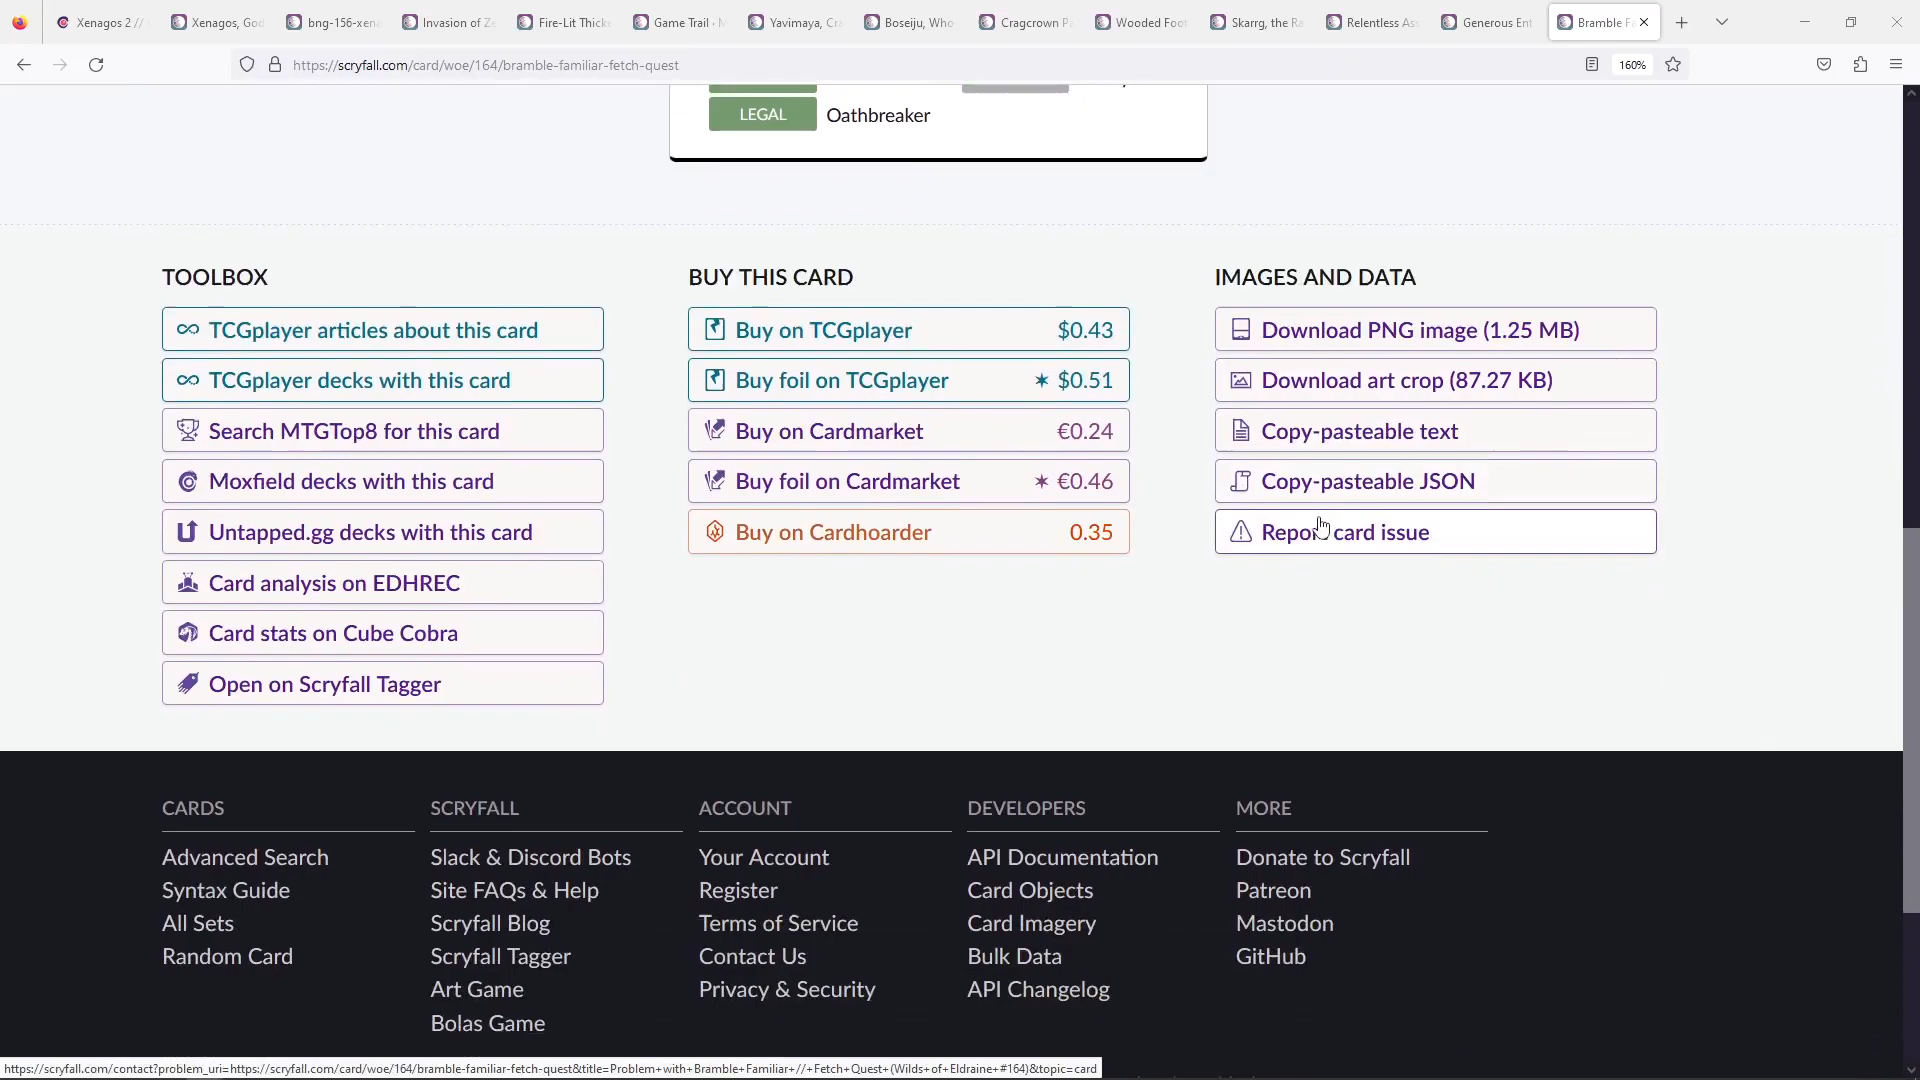 Xenagos 2 //
Xenagos, God
bng-156-xena
Invasion of Ze
Fire-Lit Thicke
Game Trail · M
Yavimaya, Cra
Boseiju, Who
Cragcrown Pa
Wooded Foot
Skarrg, the Ra
Relentless Ass
Generous Ent
Bramble Fa
https://scryfall.com/card/woe/164/bramble-familiar-fetch-quest
160%
LEGAL Oathbreaker
TOOLBOX
TCGplayer articles about this card
TCGplayer decks with this card
Search MTGTop8 for this card
Moxfield decks with this card
Untapped.gg decks with this card
Card analysis on EDHREC
Card stats on Cube Cobra
Open on Scryfall Tagger
BUY THIS CARD
Buy on TCGplayer $0.43
Buy foil on TCGplayer ✶ $0.51
Buy on Cardmarket €0.24
Buy foil on Cardmarket ✶ €0.46
Buy on Cardhoarder 0.35
IMAGES AND DATA
Download PNG image (1.25 MB)
Download art crop (87.27 KB)
Copy-pasteable text
Copy-pasteable JSON
Report card issue
CARDS
Advanced Search
Syntax Guide
All Sets
Random Card
SCRYFALL
Slack & Discord Bots
Site FAQs & Help
Scryfall Blog
Scryfall Tagger
Art Game
Bolas Game
ACCOUNT
Your Account
Register
Terms of Service
Contact Us
Privacy & Security
DEVELOPERS
API Documentation
Card Objects
Card Imagery
Bulk Data
API Changelog
MORE
Donate to Scryfall
Patreon
Mastodon
GitHub
https://scryfall.com/contact?problem_uri=https://scryfall.com/card/woe/164/bramble-familiar-fetch-quest&title=Problem+with+Bramble+Familiar+//+Fetch+Quest+(Wilds+of+Eldraine+#164)&topic=card